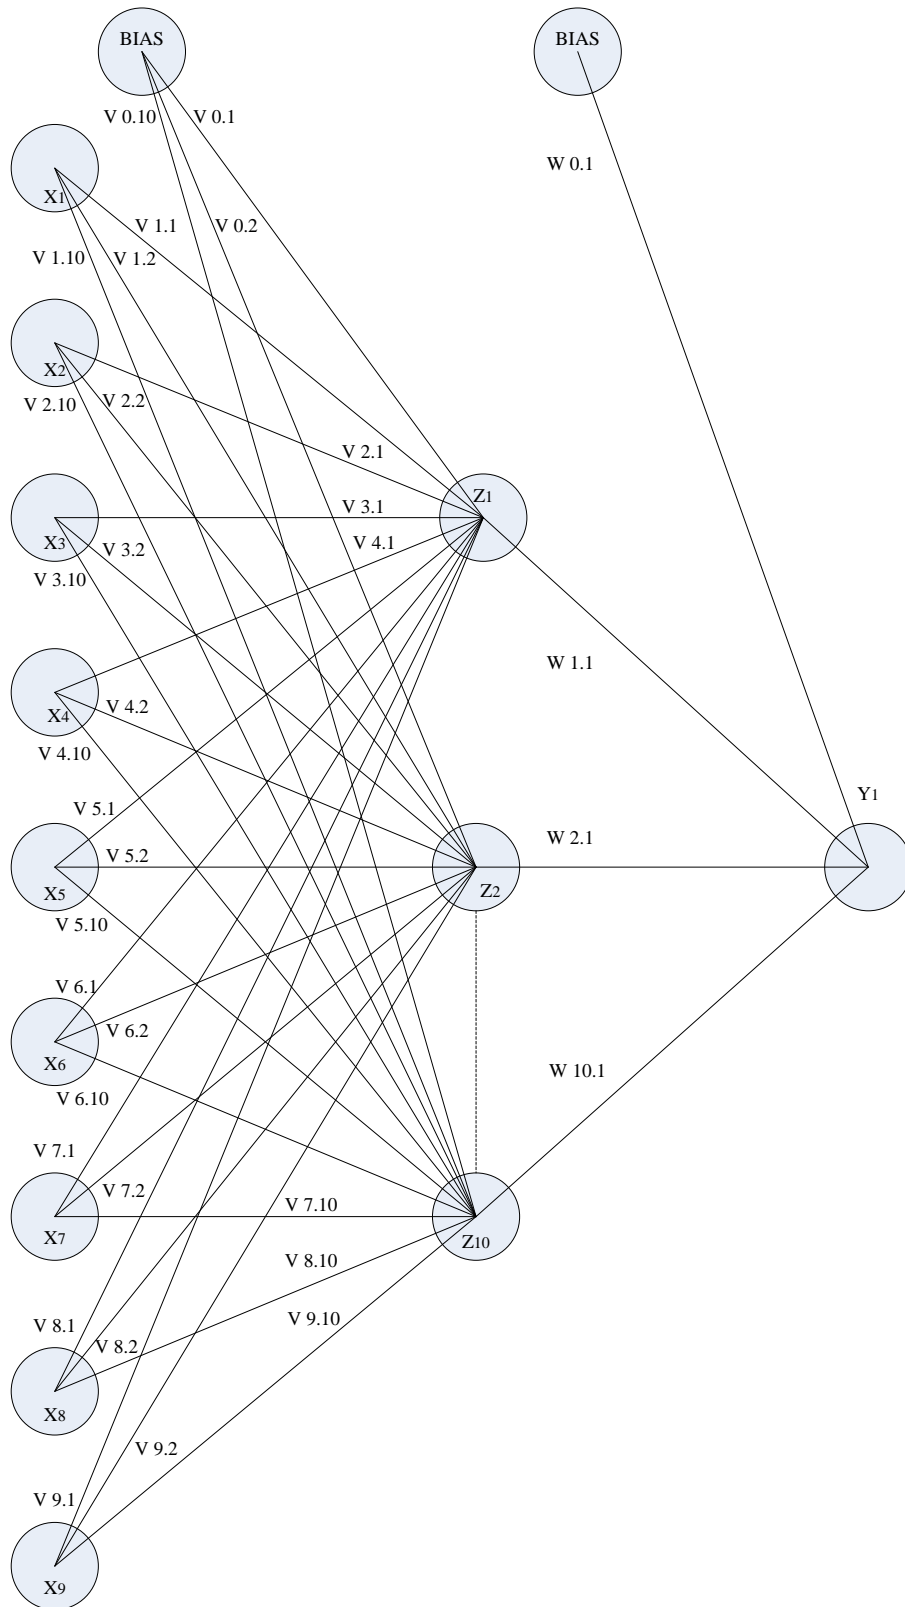 BIAS
BIAS
V 0.10
V 0.1
W 0.1
X1
V 1.1
V 0.2
V 1.10
V 1.2
X2
V 2.10
V 2.2
V 2.1
Z1
V 3.1
X3
V 3.2
V 4.1
V 3.10
W 1.1
X4
V 4.2
V 4.10
Y1
V 5.1
W 2.1
V 5.2
X5
Z2
V 5.10
V 6.1
V 6.2
X6
W 10.1
V 6.10
V 7.1
V 7.2
V 7.10
X7
Z10
V 8.10
V 9.10
V 8.1
V 8.2
X8
V 9.2
V 9.1
X9